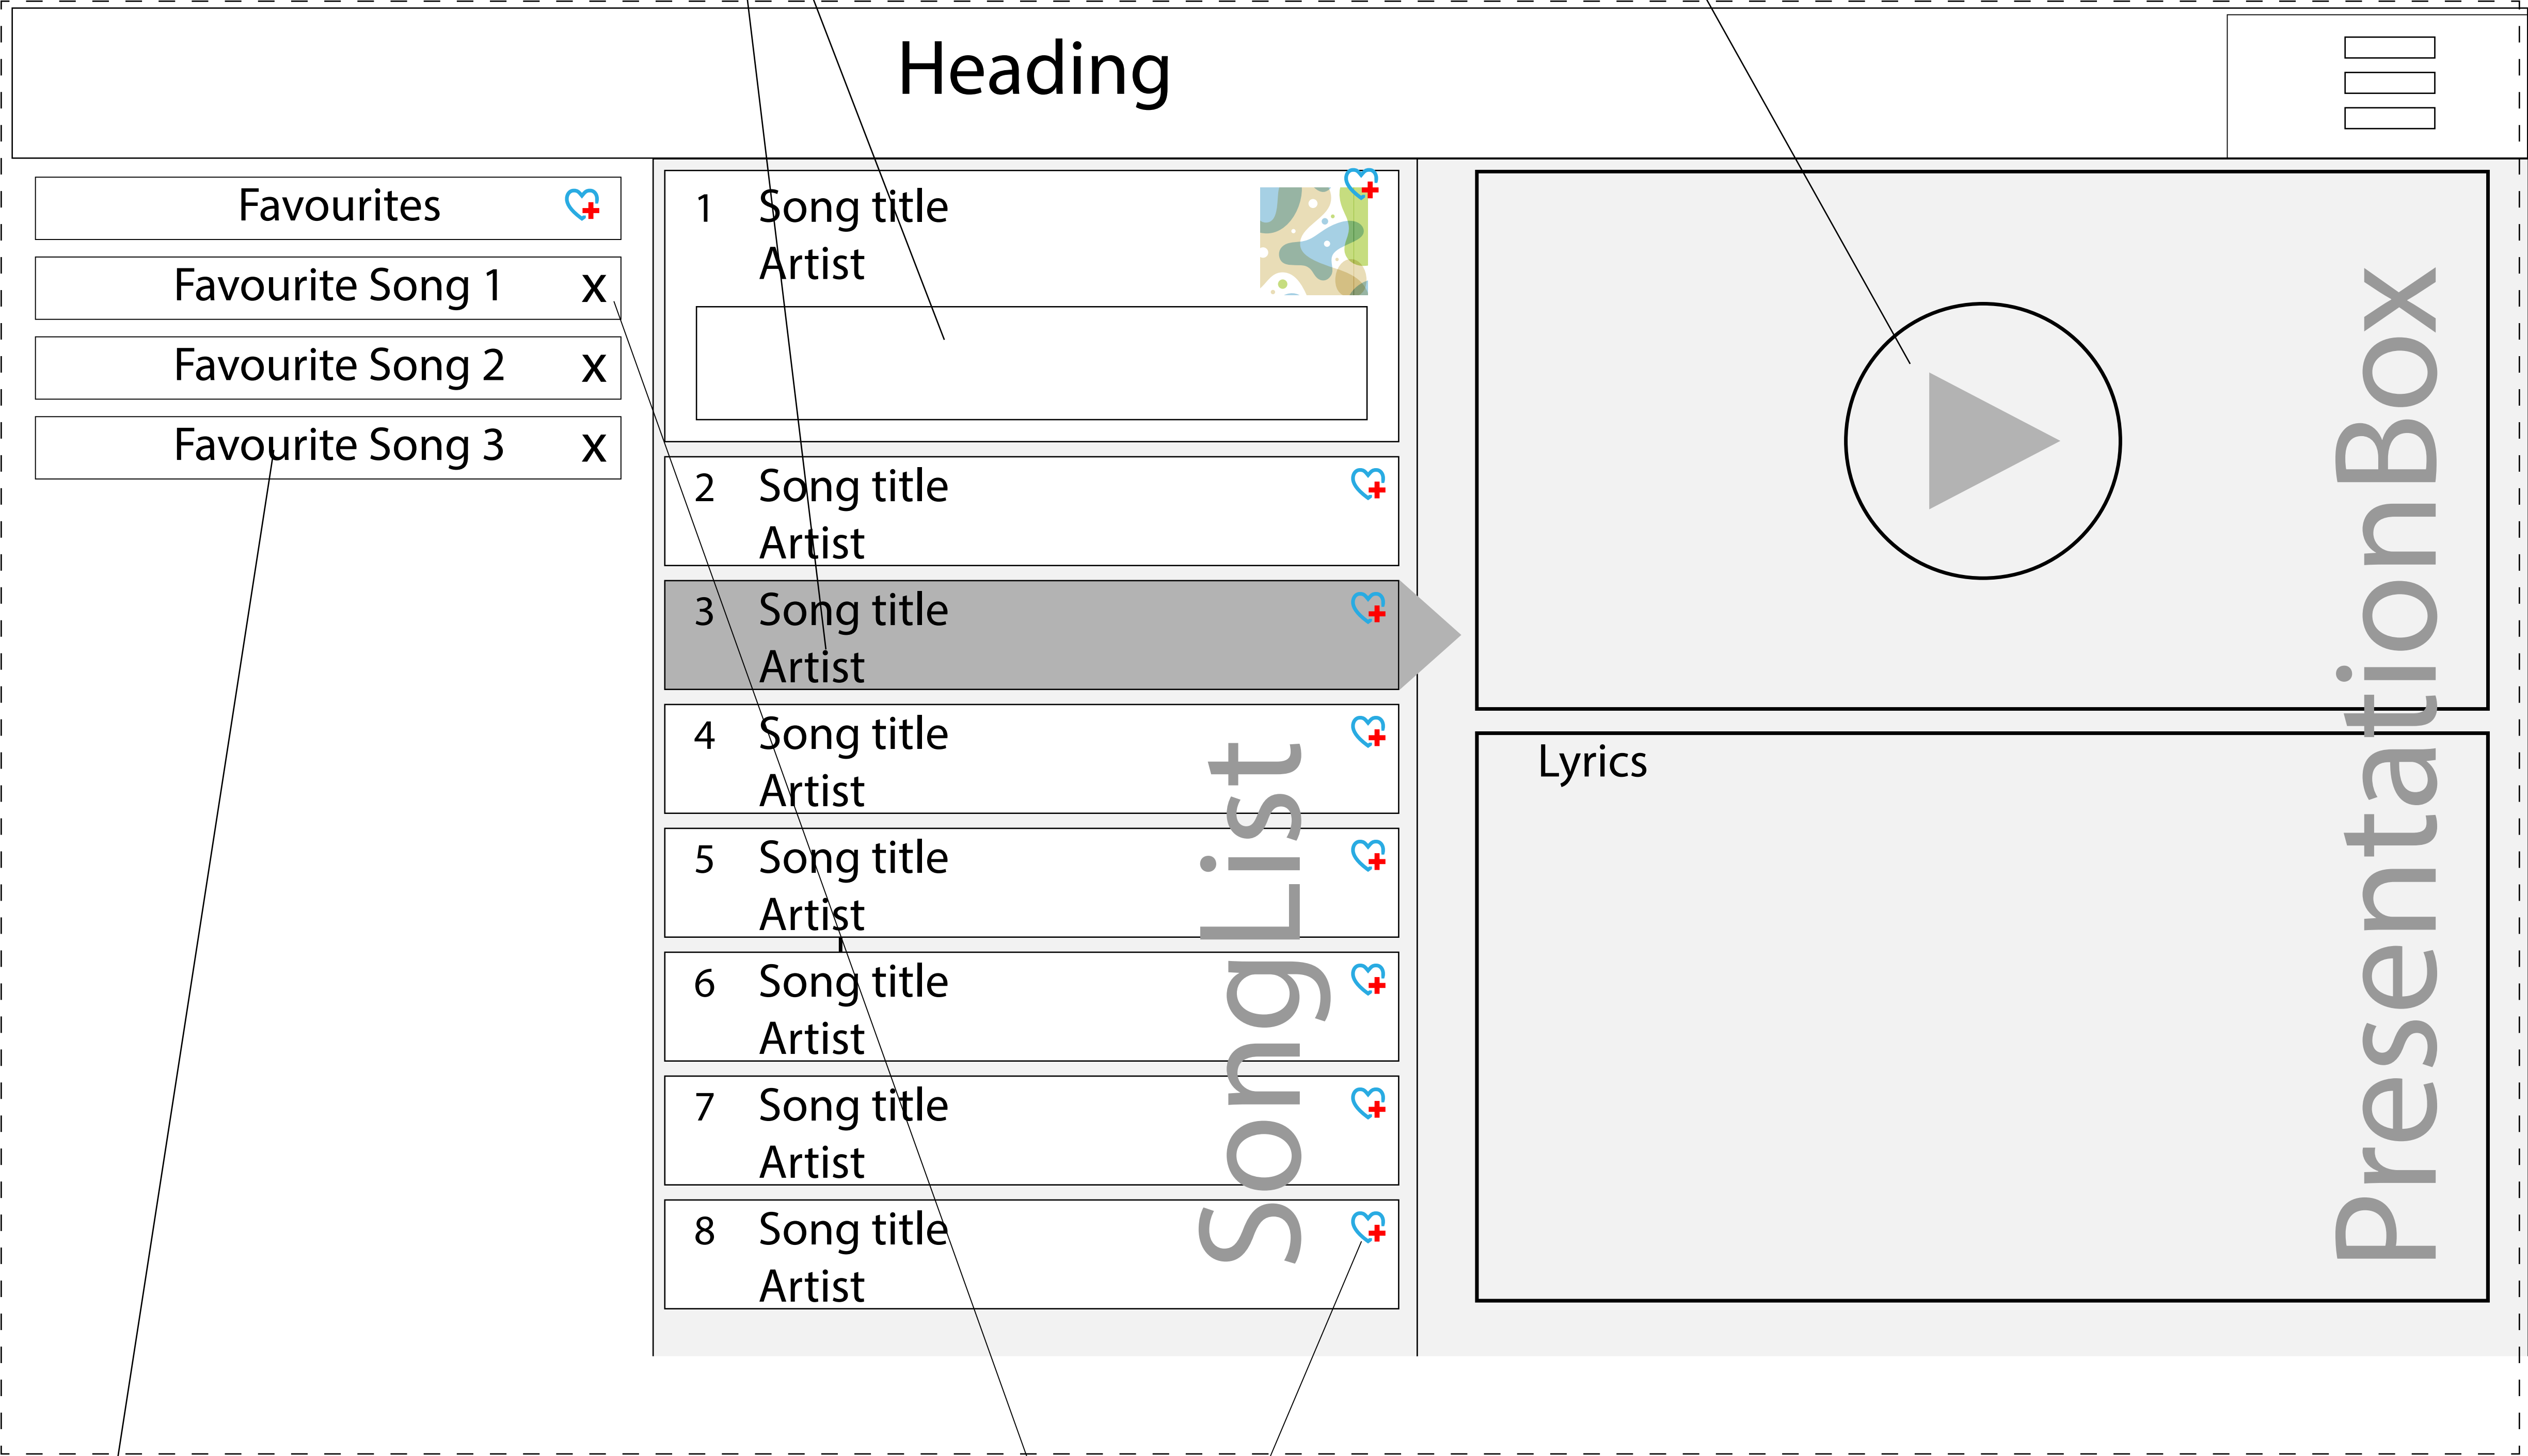 Heading
Favourites
Favourite Song 1 X
Favourite Song 2 X
Favourite Song 3 X
1 Song title
Artist
2 Song title
Artist
3 Song title
Artist
4 Song title
Artist
5 Song title
Artist
6 Song title
Artist
7 Song title
Artist
8 Song title
Artist
Song List
Lyrics
PresentationBox